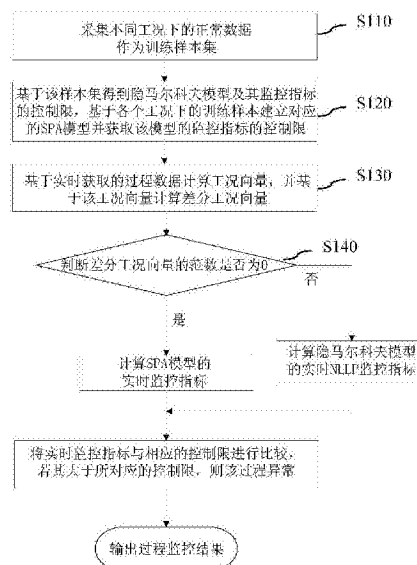 采集不同工况下的正常数据
作为训练样本集
S110
基于该样本集得到隐马尔科夫模型及其监控指标
的控制限，基于各个工况下的训练样本建立对应
的SPA模型并获取该模型的监控指标的控制限
S120
基于实时获取的过程数据计算工况向量，并基
于该工况向量计算差分工况向量
S130
判断差分工况向量的范数是否为0
S140
否
是
计算SPA模型的
实时监控指标
计算隐马尔科夫模型
的实时NLLP监控指标
将实时监控指标与相应的控制限进行比较，
若其大于所对应的控制限，则该过程异常
输出过程监控结果